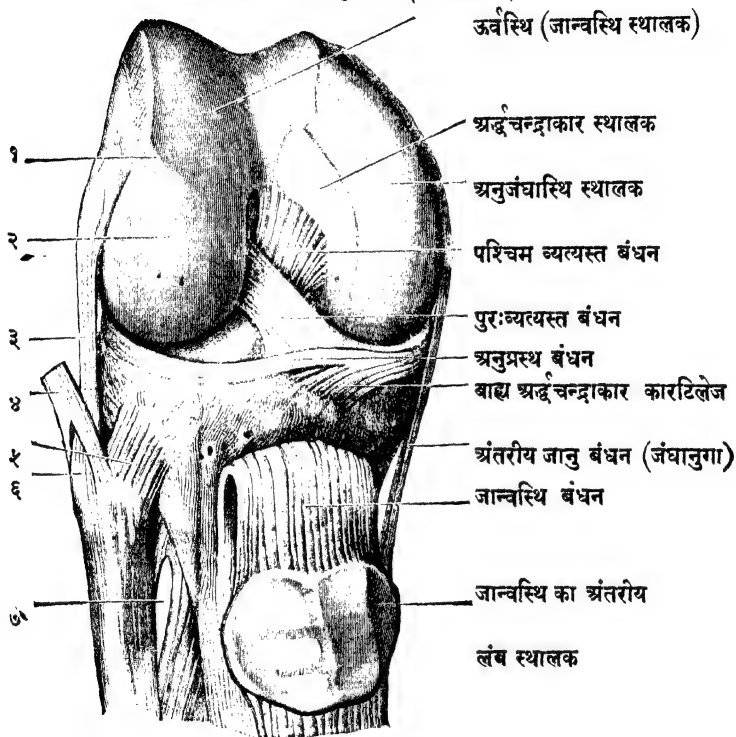 ऊर्वस्थि (जान्वस्थि स्थालक)
अर्द्धचन्द्राकार स्थालक
१
अनुजंघास्थि स्थालक
२
पश्चिम व्यत्यस्त बंधन
पुरःव्यत्यस्त बंधन
३
अनुप्रस्थ बंधन
बाह्य अर्द्धचन्द्राकार कारटिलेज
४
५
अंतरीय जानु बंधन (जंघानुगा)
६
जान्वस्थि बंधन
जान्वस्थि का अंतरीय
७
लंब स्थालक